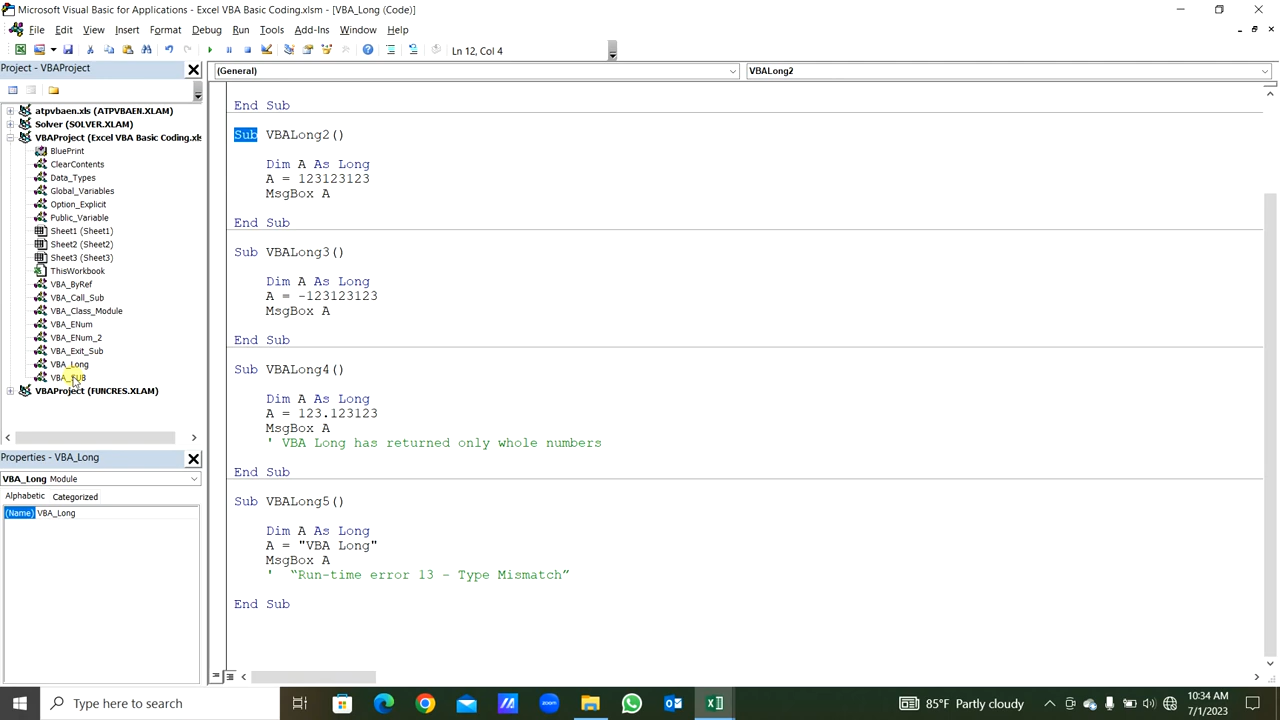 Microsoft Visual Basic for Applications - Excel VBA Basic Coding.xlsm - [VBA_Long (Code)]
File Edit View Insert Format Debug Run Tools Add-Ins Window Help
Ln 12, Col 4
Project - VBAProject
(General)
VBALong2
atpvbaen.xls (ATPVBAEN.XLAM)
Solver (SOLVER.XLAM)
VBAProject (Excel VBA Basic Coding.xls
BluePrint
ClearContents
Data_Types
Global_Variables
Option_Explicit
Public_Variable
Sheet1 (Sheet1)
Sheet2 (Sheet2)
Sheet3 (Sheet3)
ThisWorkbook
VBA_ByRef
VBA_Call_Sub
VBA_Class_Module
VBA_ENum
VBA_ENum_2
VBA_Exit_Sub
VBA_Long
VBA_SUB
VBAProject (FUNCRES.XLAM)
Properties - VBA_Long
VBA_Long Module
Alphabetic Categorized
(Name) VBA_Long
End Sub
Sub VBALong2()
Dim A As Long
A = 123123123
MsgBox A
End Sub
Sub VBALong3()
Dim A As Long
A = -123123123
MsgBox A
End Sub
Sub VBALong4()
Dim A As Long
A = 123.123123
MsgBox A
' VBA Long has returned only whole numbers
End Sub
Sub VBALong5()
Dim A As Long
A = "VBA Long"
MsgBox A
' “Run-time error 13 – Type Mismatch”
End Sub
Type here to search
85°F Partly cloudy
10:34 AM
7/1/2023